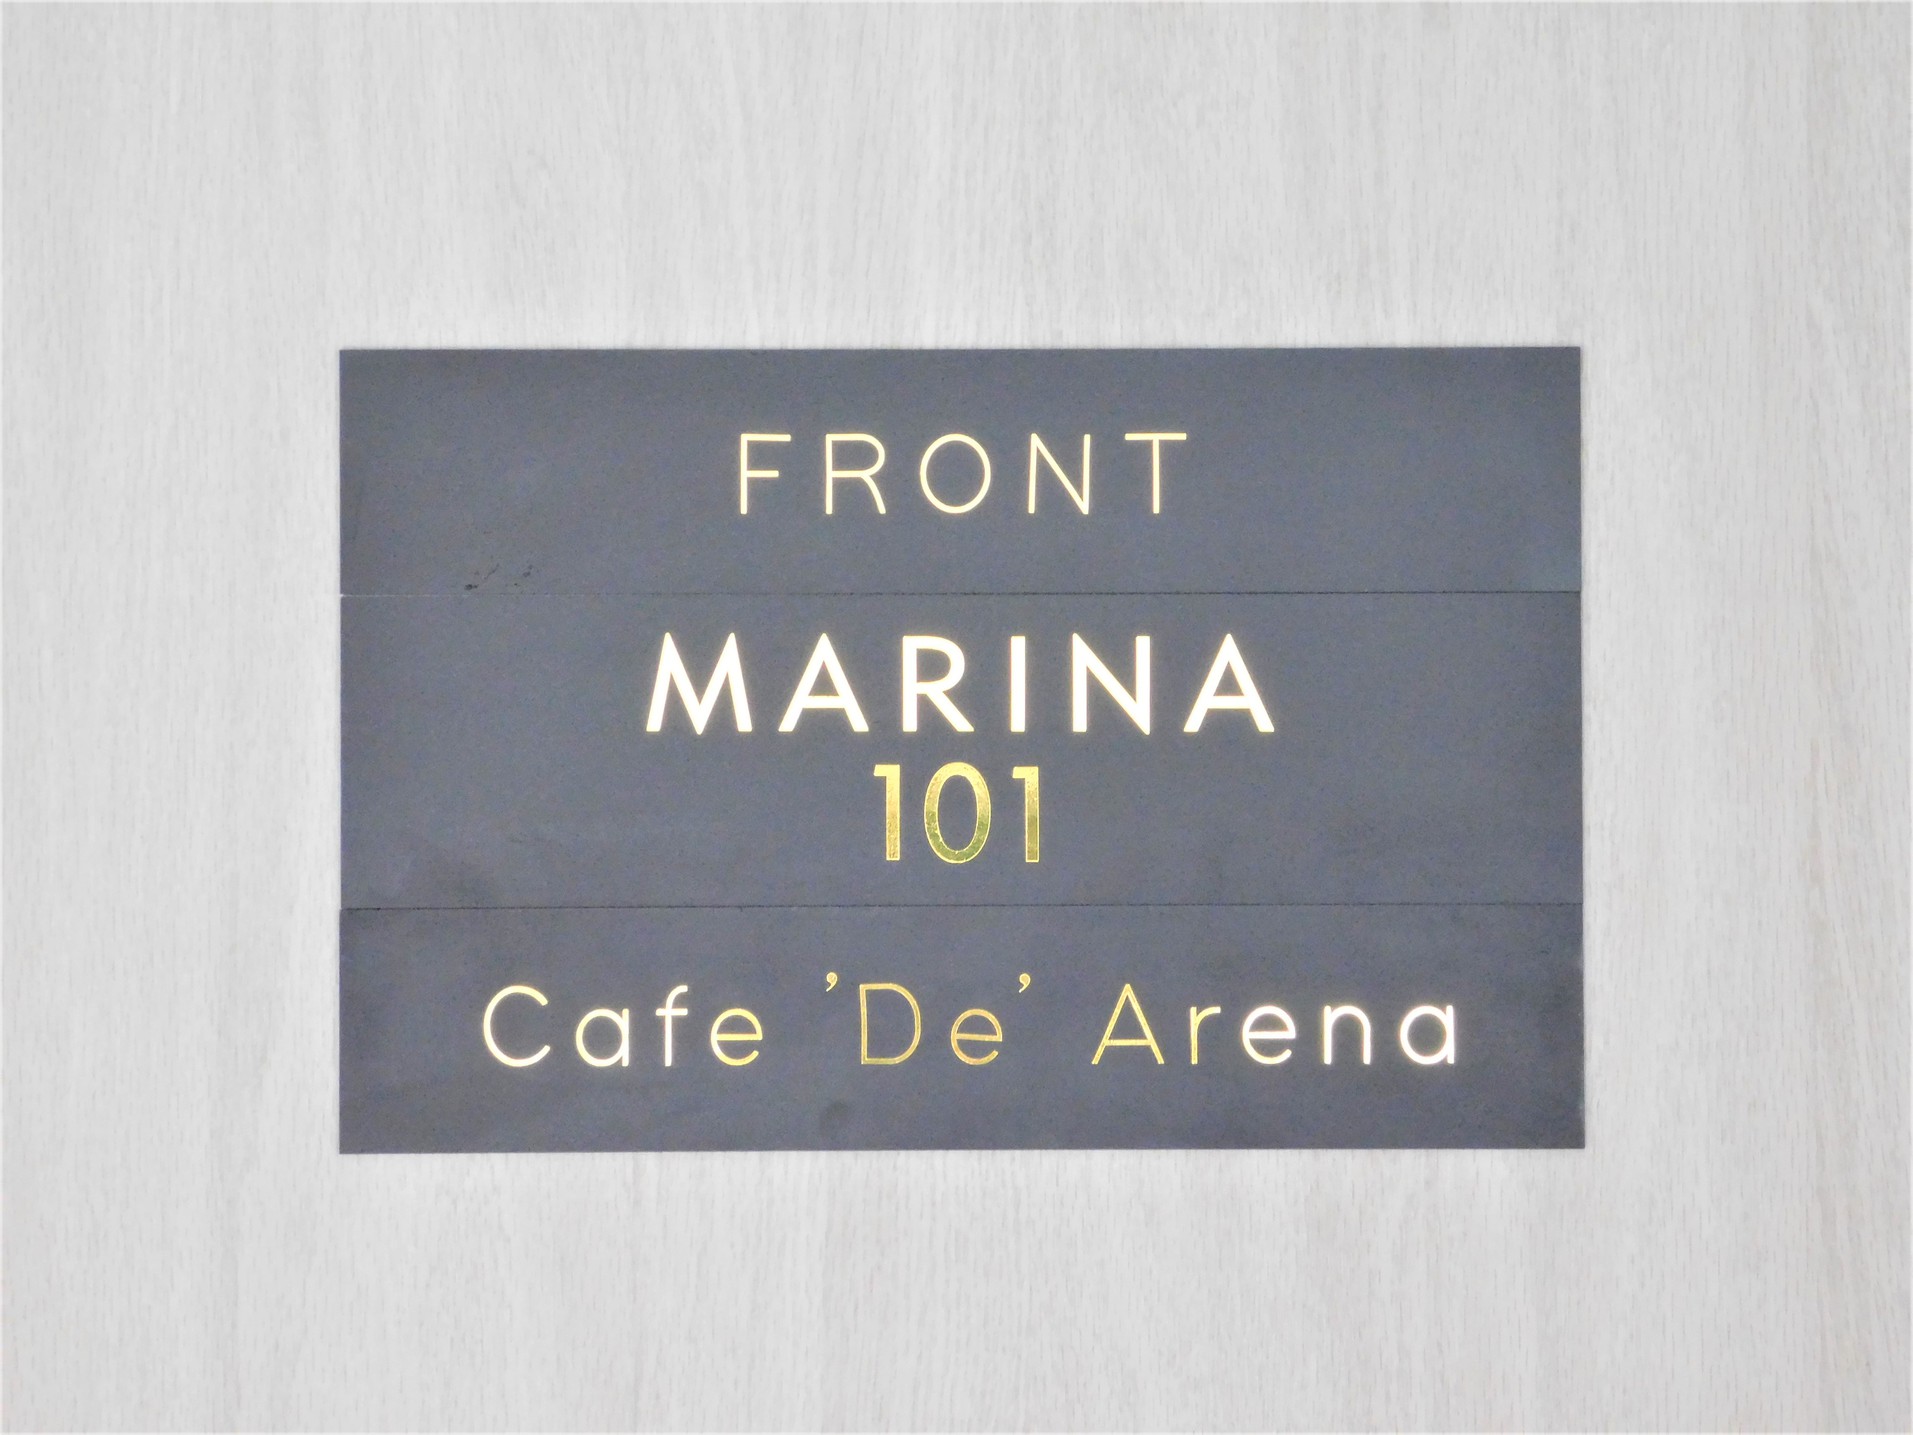 FRONT
MARINA
101
Cafe ’De’ Arena